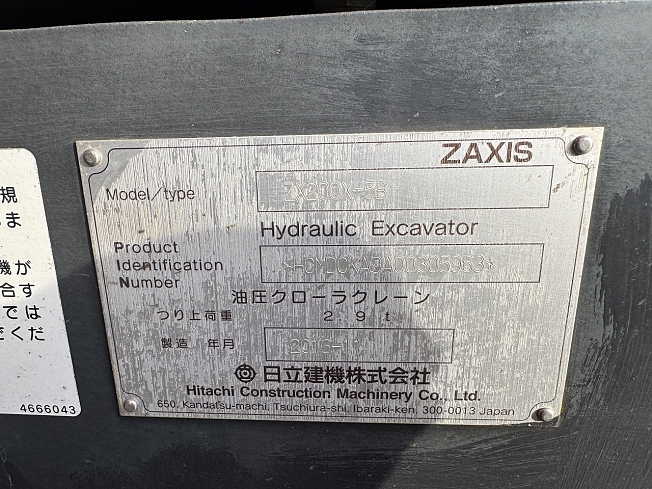 ZAXIS
Model/type
Hydraulic Excavator
Product
Identification
Number
油圧クローラクレーン
つり上荷重 2.9 t
製造 年月
日立建機株式会社
Hitachi Construction Machinery Co., Ltd.
650, Kandatsu-machi, Tsuchiura-shi, Ibaraki-ken, 300-0013 Japan
規
ま
機が
合す
では
ぞくだ
4666043